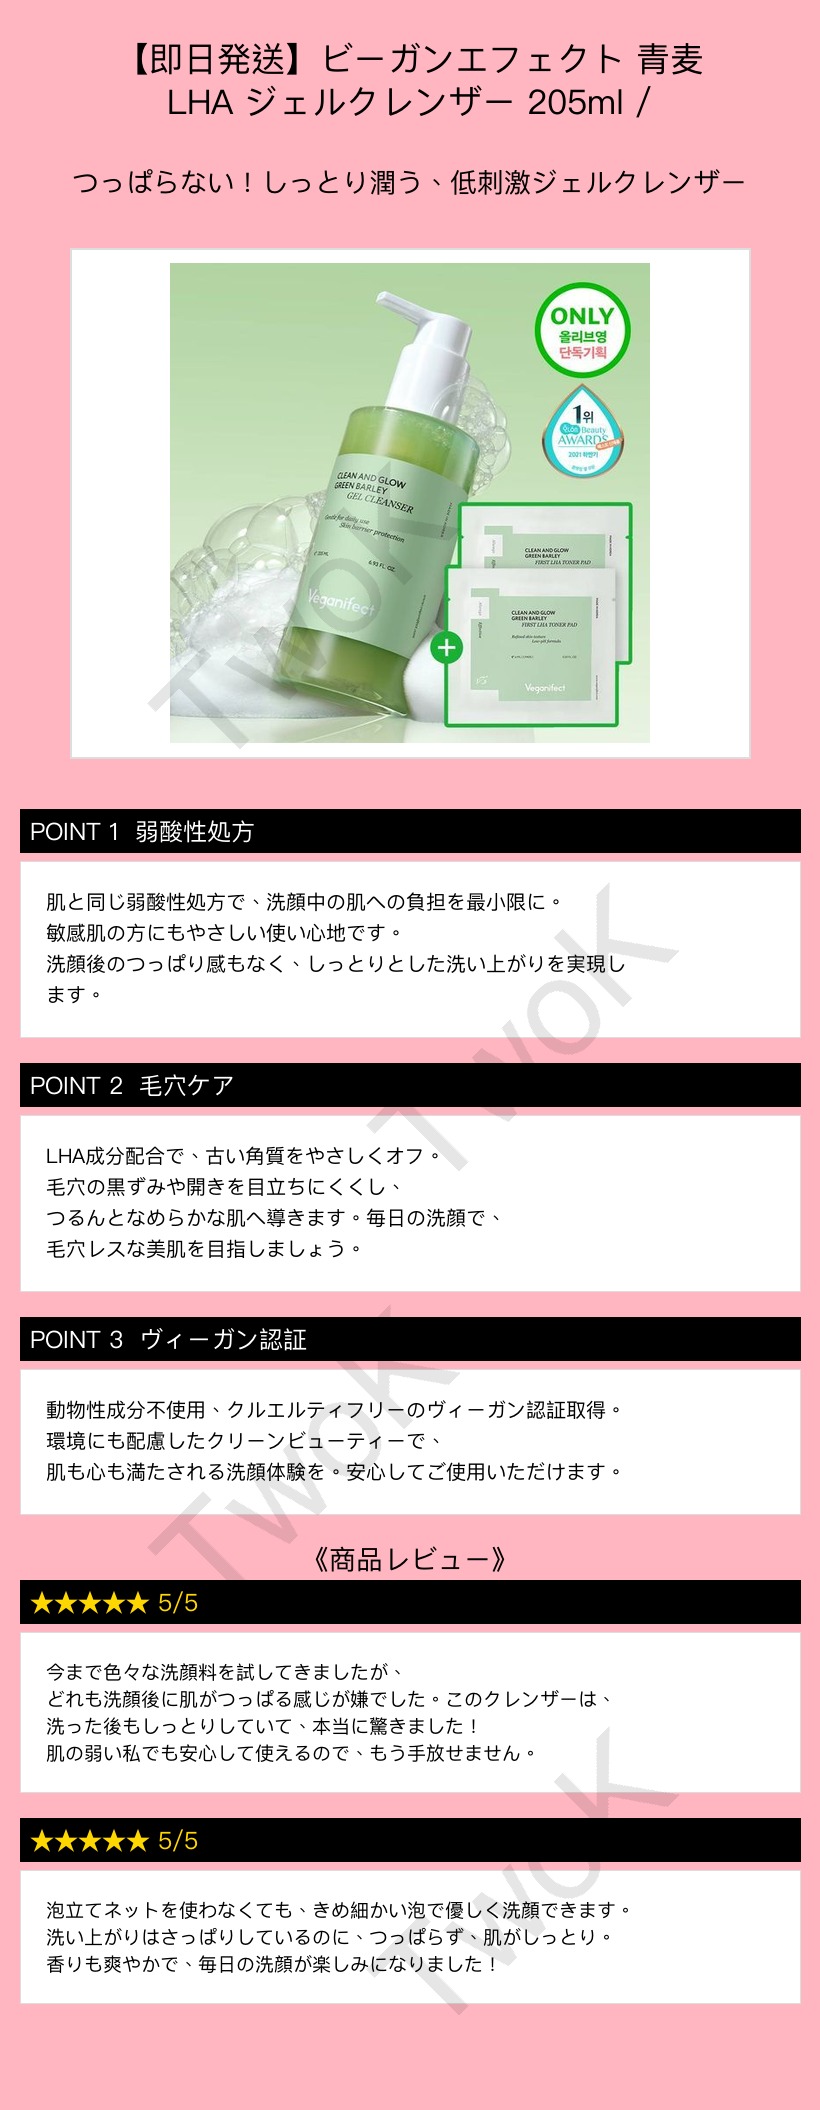 【即日発送】ビーガンエフェクト 青麦
LHA ジェルクレンザー 205ml /
つっぱらない！しっとり潤う、低刺激ジェルクレンザー
ONLY
올리브영
단독기획
1위
Beauty
AWARDS
2021 하반기
CLEAN AND GLOW
GREEN BARLEY
GEL CLEANSER
Gentle for daily use
Skin barrier protection
6.93 FL. OZ.
Veganifect
CLEAN AND GLOW
GREEN BARLEY
FIRST LHA TONER PAD
CLEAN AND GLOW
GREEN BARLEY
FIRST LHA TONER PAD
Refined skin texture
Low-pH formula
Veganifect
+
POINT 1 弱酸性処方
肌と同じ弱酸性処方で、洗顔中の肌への負担を最小限に。
敏感肌の方にもやさしい使い心地です。
洗顔後のつっぱり感もなく、しっとりとした洗い上がりを実現し
ます。
POINT 2 毛穴ケア
LHA成分配合で、古い角質をやさしくオフ。
毛穴の黒ずみや開きを目立ちにくくし、
つるんとなめらかな肌へ導きます。毎日の洗顔で、
毛穴レスな美肌を目指しましょう。
POINT 3 ヴィーガン認証
動物性成分不使用、クルエルティフリーのヴィーガン認証取得。
環境にも配慮したクリーンビューティーで、
肌も心も満たされる洗顔体験を。安心してご使用いただけます。
《商品レビュー》
★★★★★ 5/5
今まで色々な洗顔料を試してきましたが、
どれも洗顔後に肌がつっぱる感じが嫌でした。このクレンザーは、
洗った後もしっとりしていて、本当に驚きました！
肌の弱い私でも安心して使えるので、もう手放せません。
★★★★★ 5/5
泡立てネットを使わなくても、きめ細かい泡で優しく洗顔できます。
洗い上がりはさっぱりしているのに、つっぱらず、肌がしっとり。
香りも爽やかで、毎日の洗顔が楽しみになりました！
TwoK
TwoK
TwoK
TwoK